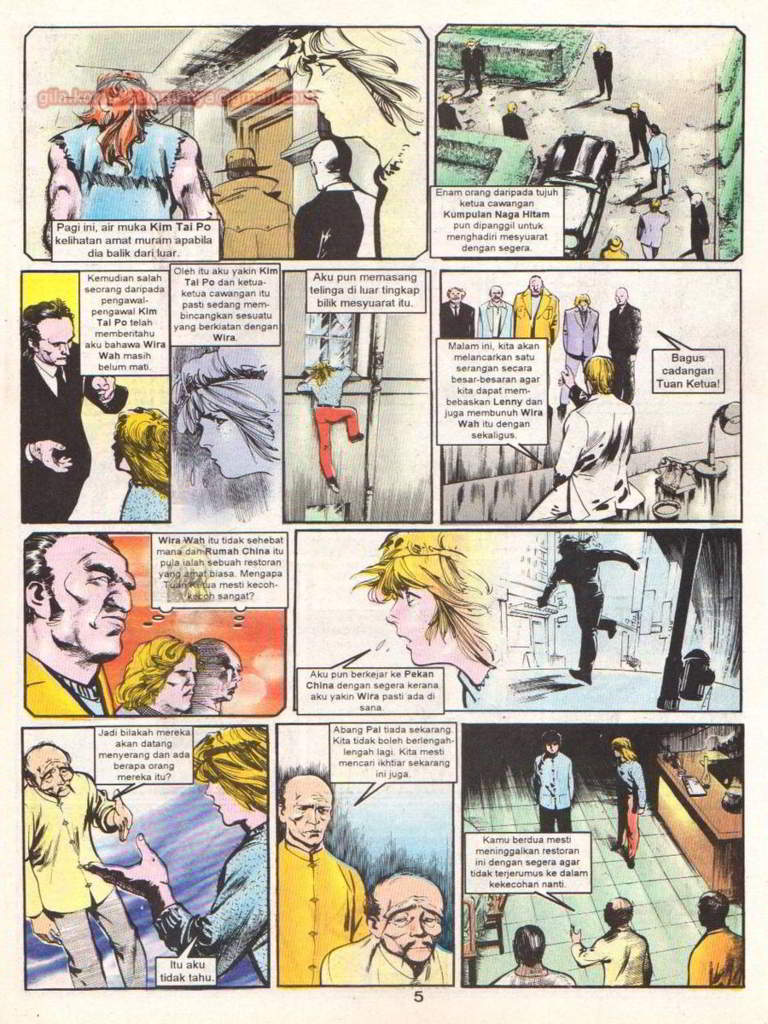 Pagi ini, air muka Kim Tai Po
kelihatan amat muram apabila
dia balik dari luar.
Enam orang daripada tujuh
ketua cawangan
Kumpulan Naga Hitam
pun dipanggil untuk
menghadiri mesyuarat
dengan segera.
Kemudian salah
seorang daripada
pengawal-
pengawal Kim
Tai Po telah
memberitahu
aku bahawa Wira
Wah masih
belum mati.
Oleh itu aku yakin Kim
Tai Po dan ketua-
ketua cawangan itu
pasti sedang mem-
bincangkan sesuatu
yang berkiatan dengan
Wira.
Aku pun memasang
telinga di luar tingkap
bilik mesyuarat itu.
Malam ini, kita akan
melancarkan satu
serangan secara
besar-besaran agar
kita dapat mem-
bebaskan Lenny dan
juga membunuh Wira
Wah itu dengan
sekaligus.
Bagus
cadangan
Tuan Ketua!
Wira Wah itu tidak sehebat
mana dan Rumah China itu
pula ialah sebuah restoran
yang amat biasa. Mengapa
Tuan Ketua mesti kecoh-
kecoh sangat?
Aku pun berkejar ke Pekan
China dengan segera kerana
aku yakin Wira pasti ada di
sana.
Jadi bilakah mereka
akan datang
menyerang dan ada
berapa orang
mereka itu?
Itu aku
tidak tahu.
Abang Pai tiada sekarang.
Kita tidak boleh berlengah-
lengah lagi. Kita mesti
mencari ikhtiar sekarang
ini juga.
Kamu berdua mesti
meninggalkan restoran
ini dengan segera agar
tidak terjerumus ke dalam
kekecohan nanti.
5